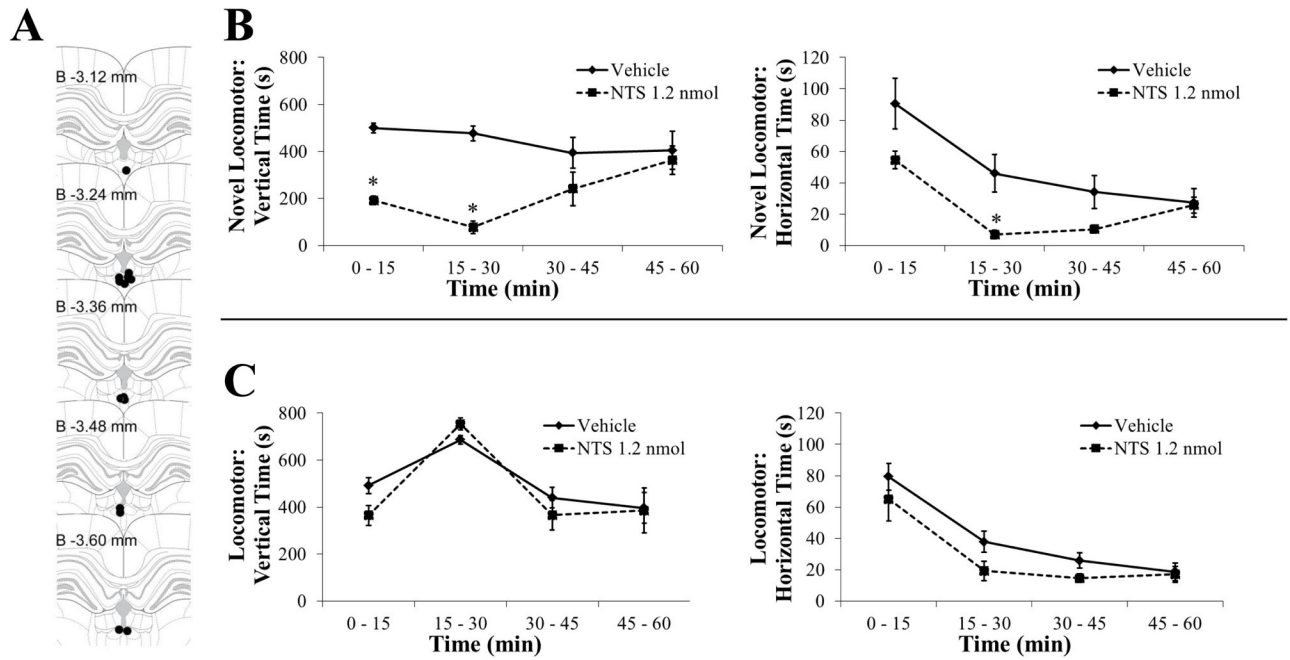 A
B -3.12 mm
B -3.24 mm
B -3.36 mm
B -3.48 mm
B -3.60 mm
B
Novel Locomotor:
Vertical Time (s)
800
600
400
200
0
Vehicle
NTS 1.2 nmol
*
*
0 - 15
15 - 30
30 - 45
45 - 60
Time (min)
Novel Locomotor:
Horizontal Time (s)
120
100
80
60
40
20
0
Vehicle
NTS 1.2 nmol
*
0 - 15
15 - 30
30 - 45
45 - 60
Time (min)
C
Locomotor:
Vertical Time (s)
800
600
400
200
0
Vehicle
NTS 1.2 nmol
0 - 15
15 - 30
30 - 45
45 - 60
Time (min)
Locomotor:
Horizontal Time (s)
120
100
80
60
40
20
0
Vehicle
NTS 1.2 nmol
0 - 15
15 - 30
30 - 45
45 - 60
Time (min)